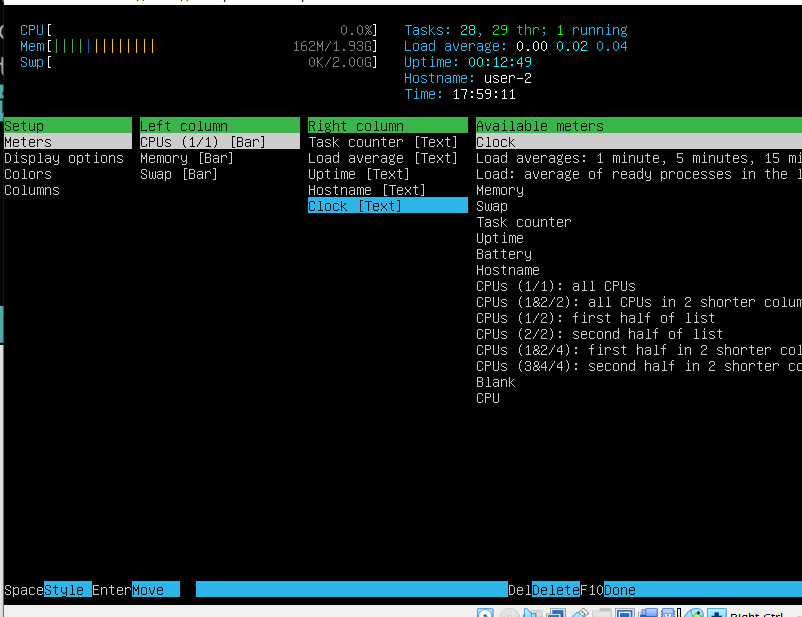 CPU[ 0.0%] Tasks: 28, 29 thr; 1 running
Mem[||||||||||||| 162M/1.93G] Load average: 0.00 0.02 0.04
Swp[ 0K/2.00G] Uptime: 00:12:49
Hostname: user-2
Time: 17:59:11
Setup Left column Right column Available meters
Meters CPUs (1/1) [Bar] Task counter [Text] Clock
Display options Memory [Bar] Load average [Text] Load averages: 1 minute, 5 minutes, 15 mi
Colors Swap [Bar] Uptime [Text] Load: average of ready processes in the l
Columns Hostname [Text] Memory
Clock [Text] Swap
Task counter
Uptime
Battery
Hostname
CPUs (1/1): all CPUs
CPUs (1&2/2): all CPUs in 2 shorter colum
CPUs (1/2): first half of list
CPUs (2/2): second half of list
CPUs (1&2/4): first half in 2 shorter col
CPUs (3&4/4): second half in 2 shorter co
Blank
CPU
SpaceStyle EnterMove DelDeleteF10Done
Right Ctrl